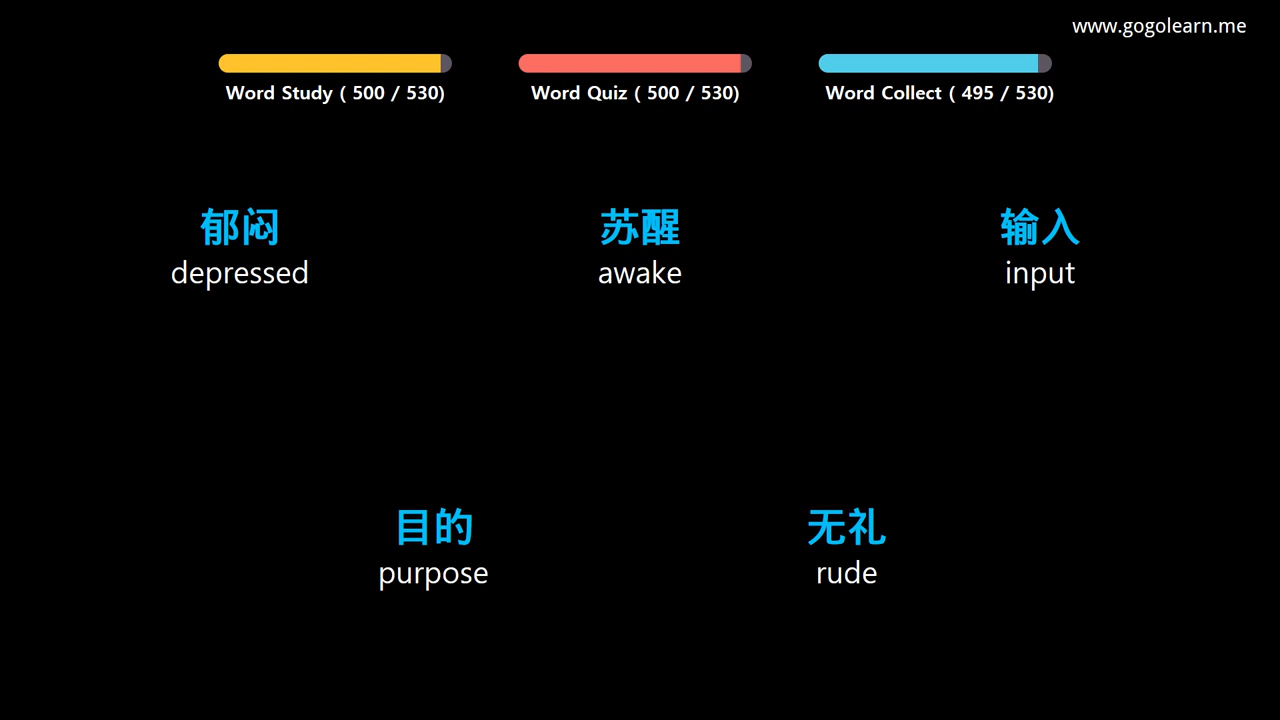 www.gogolearn.me
Word Study ( 500 / 530)
Word Quiz ( 500 / 530)
Word Collect ( 495 / 530)
郁闷
depressed
苏醒
awake
输入
input
目的
purpose
无礼
rude